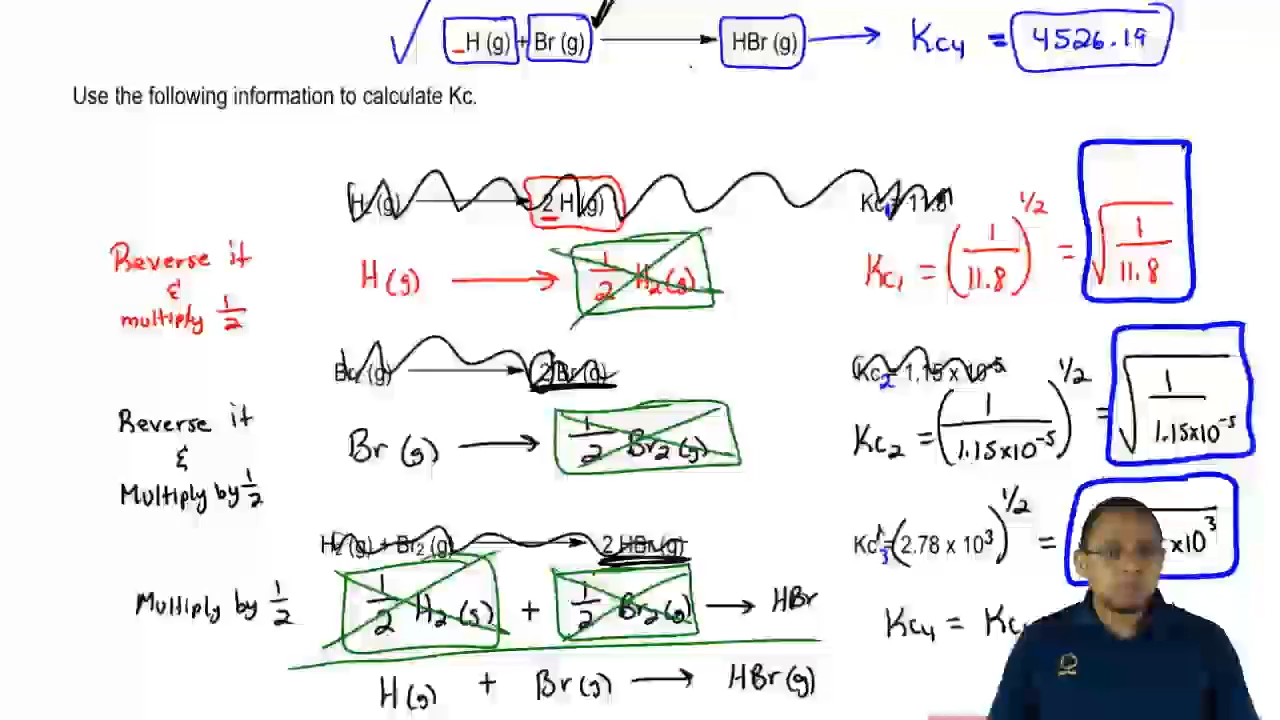 _H (g) + Br (g) → HBr (g) → Kc4 = 4526.19
Use the following information to calculate Kc.
H₂ (g) → 2 H (g) Kc1 = 11.8
Reverse it & multiply 1/2
H (g) → 1/2 H₂ (g) Kc1 = (1/11.8)^1/2 = √(1/11.8)
Br₂ (g) → 2 Br (g) Kc2 = 1.15 x 10⁻⁵
Reverse it & Multiply by 1/2
Br (g) → 1/2 Br₂ (g) Kc2 = (1/1.15x10⁻⁵)^1/2 = √(1/1.15x10⁻⁵)
H₂ (g) + Br₂ (g) → 2 HBr (g) Kc3 = (2.78 x 10³)^1/2 = x10³
Multiply by 1/2
1/2 H₂ (g) + 1/2 Br₂ (g) → HBr
Kc4 = Kc
H (g) + Br (g) → HBr (g)